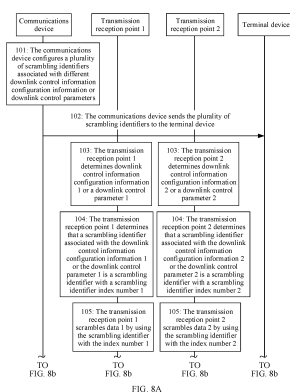 Communications
device
Transmission
reception point 1
Transmission
reception point 2
Terminal device
101: The communications
device configures a plurality
of scrambling identifiers
associated with different
downlink control information
configuration information or
downlink control parameters
102: The communications device sends the plurality of
scrambling identifiers to the terminal device
103: The transmission
reception point 1
determines downlink
control information
configuration information
1 or a downlink control
parameter 1
103: The transmission
reception point 2
determines downlink
control information
configuration information
2 or a downlink control
parameter 2
104: The transmission
reception point 1 determines
that a scrambling identifier
associated with the downlink
control information
configuration information 1
or the downlink control
parameter 1 is a scrambling
identifier with a scrambling
identifier index number 1
104: The transmission
reception point 2 determines
that a scrambling identifier
associated with the downlink
control information
configuration information 2
or the downlink control
parameter 2 is a scrambling
identifier with a scrambling
identifier index number 2
105: The transmission
reception point 1
scrambles data 1 by using
the scrambling identifier
with the index number 1
105: The transmission
reception point 2
scrambles data 2 by using
the scrambling identifier
with the index number 2
TO
FIG. 8b
TO
FIG. 8b
TO
FIG. 8b
TO
FIG. 8b
FIG. 8A